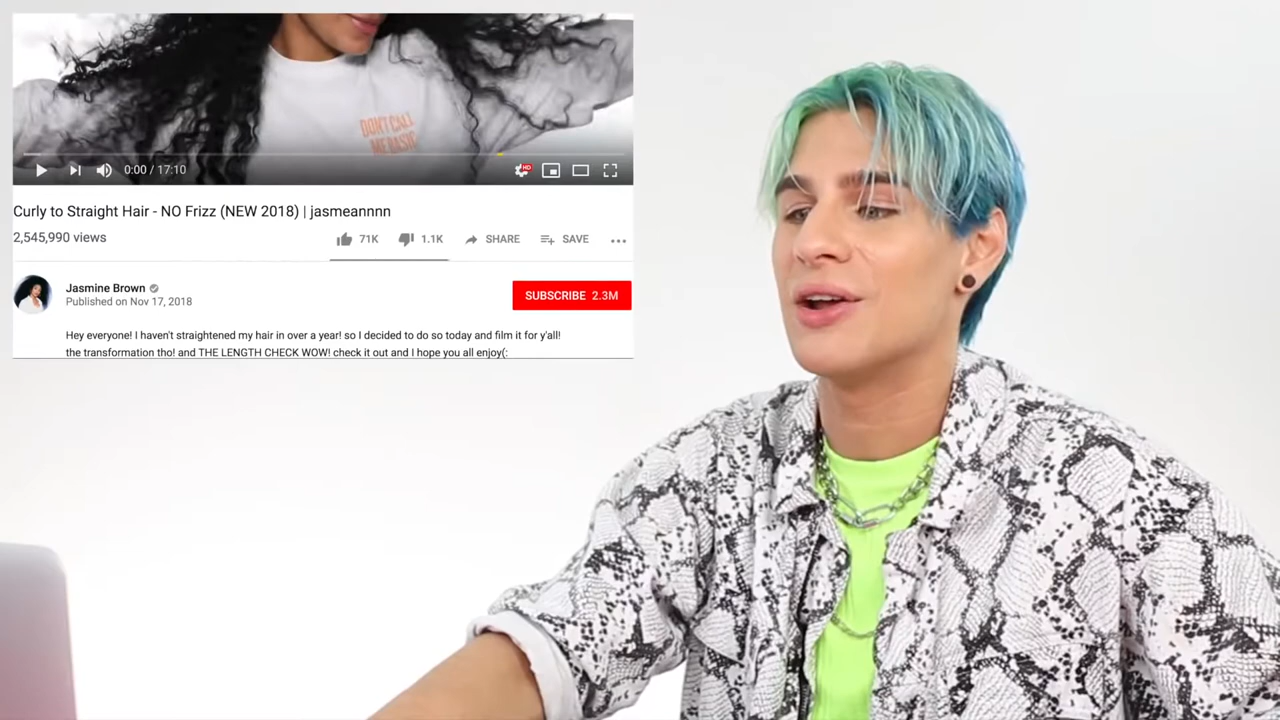 DON'T CALL
ME BASIC
0:00 / 17:10
HD
Curly to Straight Hair - NO Frizz (NEW 2018) | jasmeannnn
2,545,990 views
71K
1.1K
SHARE
SAVE
Jasmine Brown
Published on Nov 17, 2018
SUBSCRIBE 2.3M
Hey everyone! I haven't straightened my hair in over a year! so I decided to do so today and film it for y'all!
the transformation tho! and THE LENGTH CHECK WOW! check it out and I hope you all enjoy(: